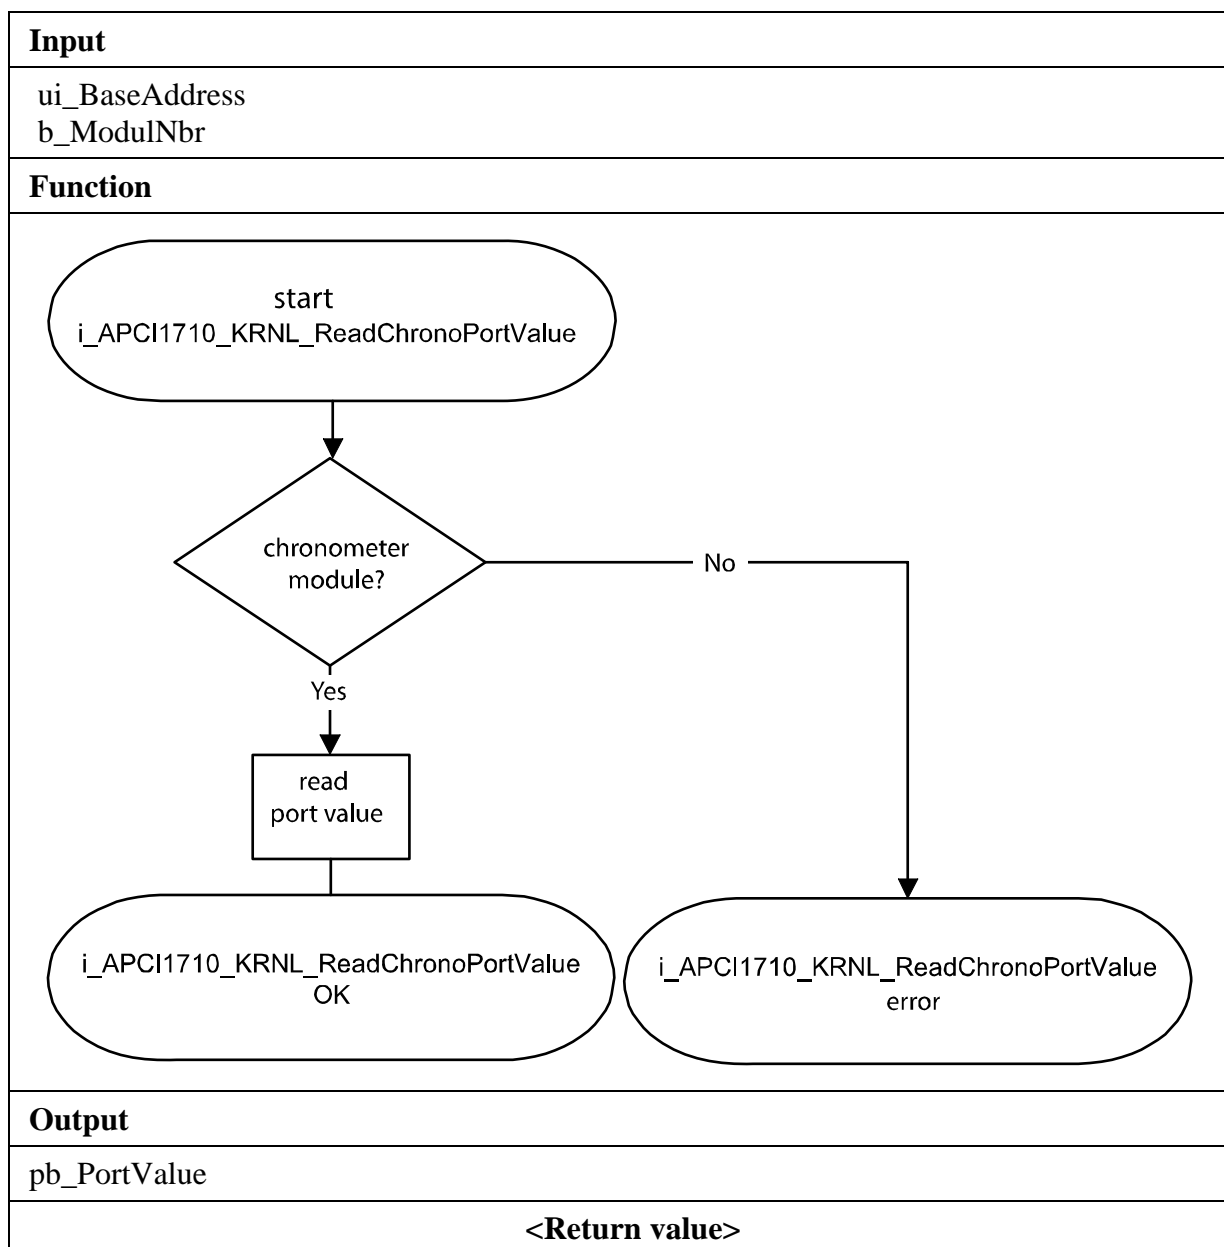 Input
ui_BaseAddress
b_ModulNbr
Function
start
i_APCI1710_KRNL_ReadChronoPortValue
chronometer
module?
No
Yes
read
port value
i_APCI1710_KRNL_ReadChronoPortValue
OK
i_APCI1710_KRNL_ReadChronoPortValue
error
Output
pb_PortValue
<Return value>